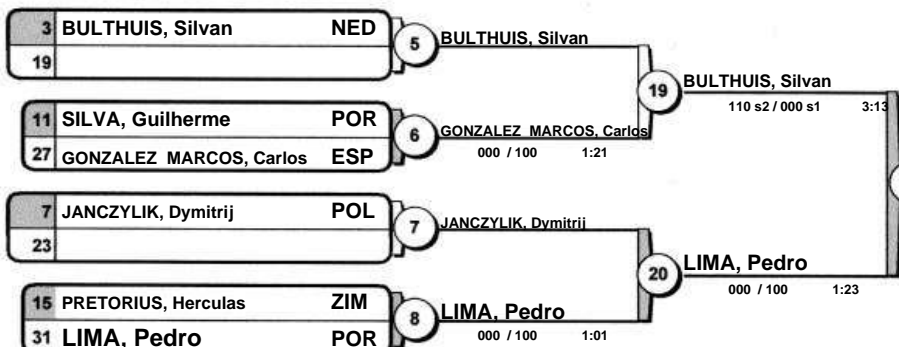 3 BULTHUIS, Silvan NED
19
5
BULTHUIS, Silvan
11 SILVA, Guilherme POR
27 GONZALEZ MARCOS, Carlos ESP
6
GONZALEZ MARCOS, Carlos
000 / 100 1:21
19
BULTHUIS, Silvan
110 s2 / 000 s1 3:13
7 JANCZYLIK, Dymitrij POL
23
7
JANCZYLIK, Dymitrij
15 PRETORIUS, Herculas ZIM
31 LIMA, Pedro POR
8
LIMA, Pedro
000 / 100 1:01
20
LIMA, Pedro
000 / 100 1:23